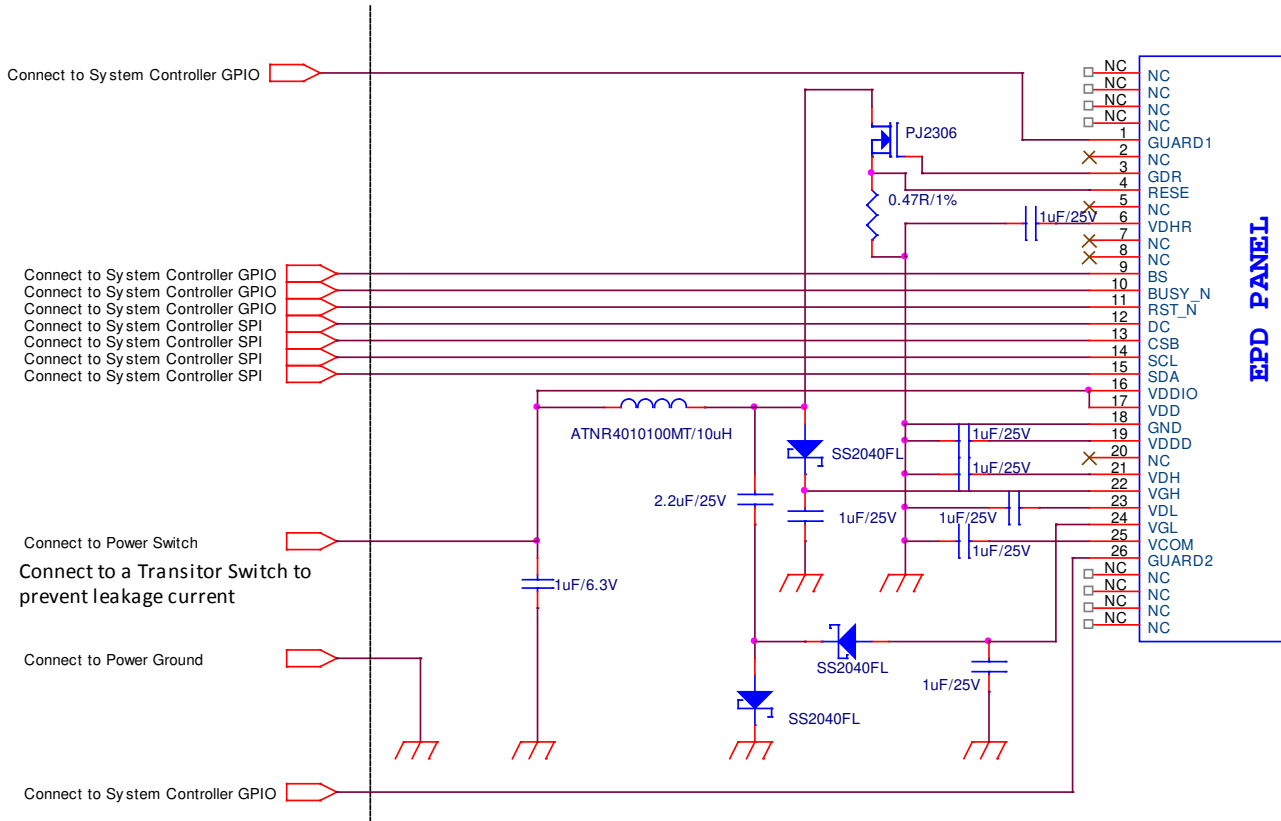 Connect to System Controller GPIO
NC
NC
NC
NC
NC
NC
NC
NC
1
GUARD1
PJ2306
2
NC
3
GDR
4
RESE
0.47R/1%
5
NC
1uF/25V
6
VDHR
7
NC
8
NC
Connect to System Controller GPIO
9
BS
Connect to System Controller GPIO
10
BUSY_N
Connect to System Controller GPIO
11
RST_N
Connect to System Controller SPI
12
DC
Connect to System Controller SPI
13
CSB
Connect to System Controller SPI
14
SCL
Connect to System Controller SPI
15
SDA
16
VDDIO
17
VDD
ATNR4010100MT/10uH
18
GND
1uF/25V
19
VDDD
SS2040FL
20
NC
1uF/25V
21
VDH
22
VGH
2.2uF/25V
23
VDL
1uF/25V
1uF/25V
24
VGL
25
VCOM
1uF/25V
26
GUARD2
NC
NC
NC
NC
NC
NC
NC
NC
EPD PANEL
Connect to Power Switch
Connect to a Transitor Switch to
prevent leakage current
1uF/6.3V
Connect to Power Ground
SS2040FL
1uF/25V
SS2040FL
Connect to System Controller GPIO